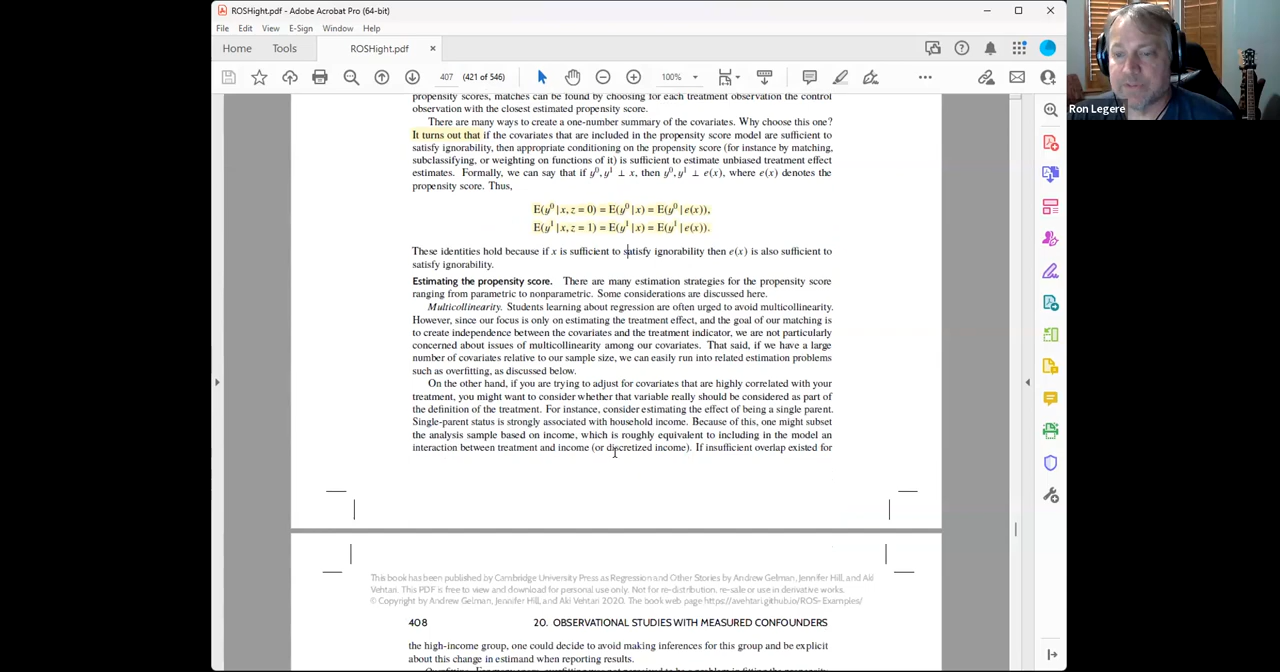 ROSHight.pdf - Adobe Acrobat Pro (64-bit)
File Edit View E-Sign Window Help
Home Tools ROSHight.pdf ×
407 (421 of 546) 100%
Ron Legere
propensity scores, matches can be found by choosing for each treatment observation the control
observation with the closest estimated propensity score.
There are many ways to create a one-number summary of the covariates. Why choose this one?
It turns out that if the covariates that are included in the propensity score model are sufficient to
satisfy ignorability, then appropriate conditioning on the propensity score (for instance by matching,
subclassifying, or weighting on functions of it) is sufficient to estimate unbiased treatment effect
estimates. Formally, we can say that if y⁰, y¹ ⊥ x, then y⁰, y¹ ⊥ e(x), where e(x) denotes the
propensity score. Thus,
E(y⁰ | x, z = 0) = E(y⁰ | x) = E(y⁰ | e(x)),
E(y¹ | x, z = 1) = E(y¹ | x) = E(y¹ | e(x)).
These identities hold because if x is sufficient to satisfy ignorability then e(x) is also sufficient to
satisfy ignorability.
Estimating the propensity score. There are many estimation strategies for the propensity score
ranging from parametric to nonparametric. Some considerations are discussed here.
Multicollinearity. Students learning about regression are often urged to avoid multicollinearity.
However, since our focus is only on estimating the treatment effect, and the goal of our matching is
to create independence between the covariates and the treatment indicator, we are not particularly
concerned about issues of multicollinearity among our covariates. That said, if we have a large
number of covariates relative to our sample size, we can easily run into related estimation problems
such as overfitting, as discussed below.
On the other hand, if you are trying to adjust for covariates that are highly correlated with your
treatment, you might want to consider whether that variable really should be considered as part of
the definition of the treatment. For instance, consider estimating the effect of being a single parent.
Single-parent status is strongly associated with household income. Because of this, one might subset
the analysis sample based on income, which is roughly equivalent to including in the model an
interaction between treatment and income (or discretized income). If insufficient overlap existed for
This book has been published by Cambridge University Press as Regression and Other Stories by Andrew Gelman, Jennifer Hill, and Aki
Vehtari. This PDF is free to view and download for personal use only. Not for re-distribution, re-sale or use in derivative works.
© Copyright by Andrew Gelman, Jennifer Hill, and Aki Vehtari 2020. The book web page https://avehtari.github.io/ROS-Examples/
408 20. OBSERVATIONAL STUDIES WITH MEASURED CONFOUNDERS
the high-income group, one could decide to avoid making inferences for this group and be explicit
about this change in estimand when reporting results.